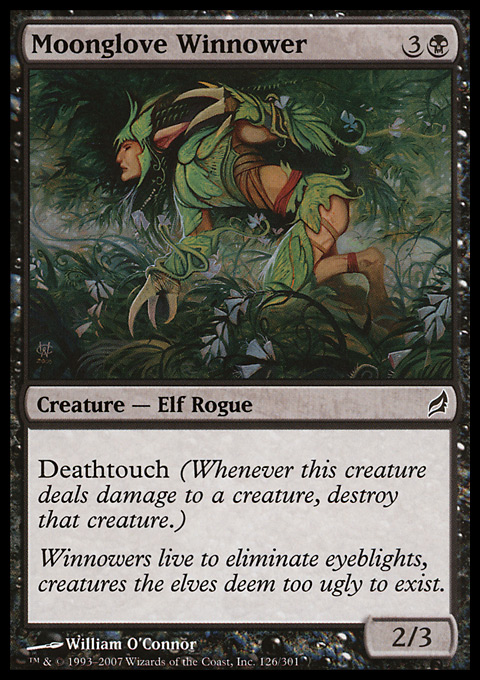 Moonglove Winnower 3
Creature — Elf Rogue
Deathtouch (Whenever this creature
deals damage to a creature, destroy
that creature.)
Winnowers live to eliminate eyeblights,
creatures the elves deem too ugly to exist.
William O'Connor
™ & © 1993–2007 Wizards of the Coast, Inc. 126/301
2/3